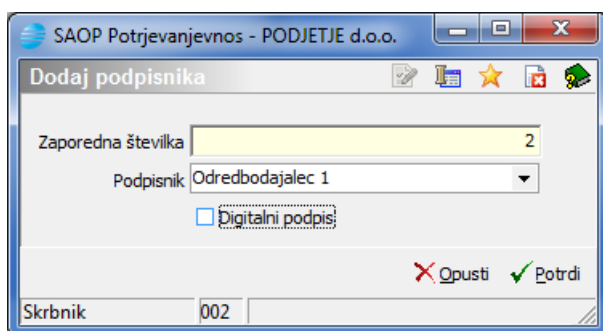 SAOP Potrjevanjevnos - PODJETJE d.o.o.
Dodaj podpisnika
Zaporedna številka 2
Podpisnik Odredbodajalec 1
Digitalni podpis
Opusti Potrdi
Skrbnik 002